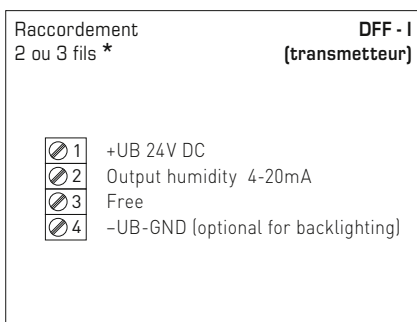 Raccordement DFF - I
2 ou 3 fils * (transmetteur)
1 +UB 24V DC
2 Output humidity 4-20mA
3 Free
4 –UB-GND (optional for backlighting)